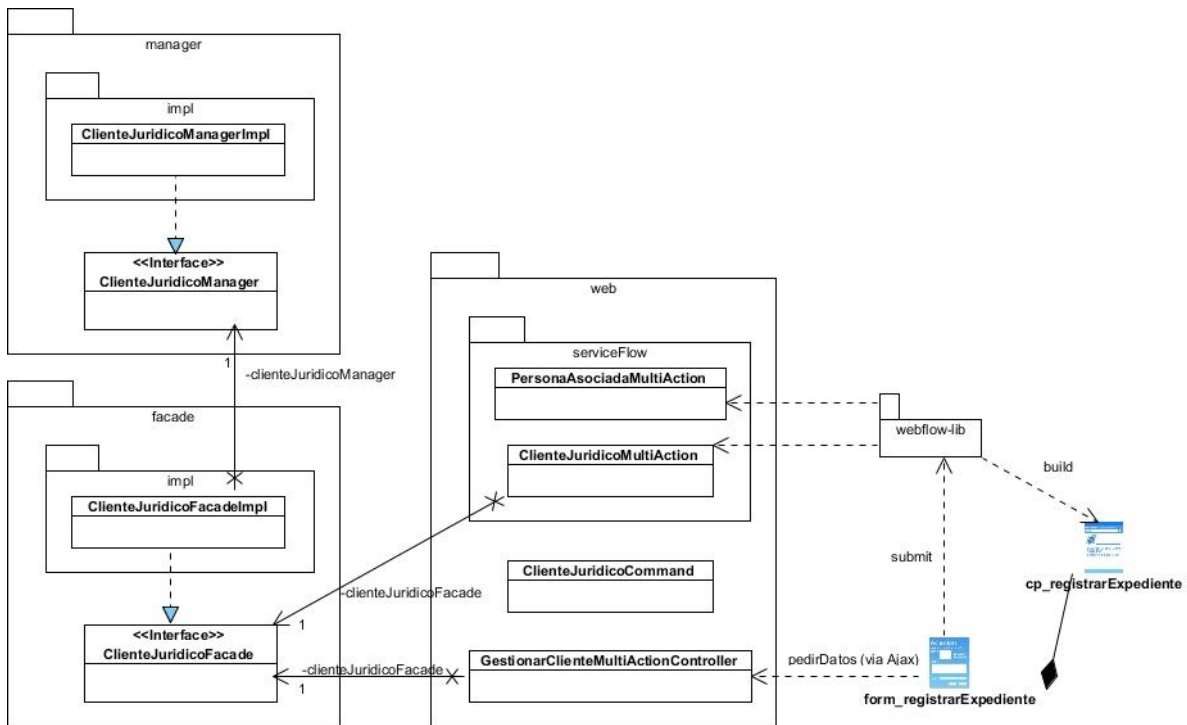 manager
impl
ClienteJuridicoManagerImpl
<<Interface>>
ClienteJuridicoManager
1
-clienteJuridicoManager
facade
impl
ClienteJuridicoFacadeImpl
<<Interface>>
ClienteJuridicoFacade
1
-clienteJuridicoFacade
1
-clienteJuridicoFacade
web
serviceFlow
PersonaAsociadaMultiAction
ClienteJuridicoMultiAction
ClienteJuridicoCommand
GestionarClienteMultiActionController
webflow-lib
build
submit
cp_registrarExpediente
pedirDatos (via Ajax)
form_registrarExpediente